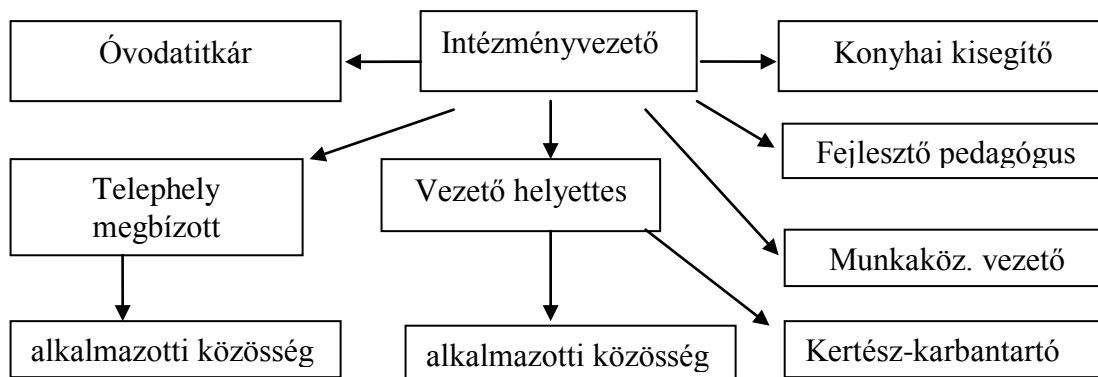 Óvodatitkár
Intézményvezető
Konyhai kisegítő
Fejlesztő pedagógus
Telephely
megbízott
Vezető helyettes
Munkaköz. vezető
alkalmazotti közösség
alkalmazotti közösség
Kertész-karbantartó